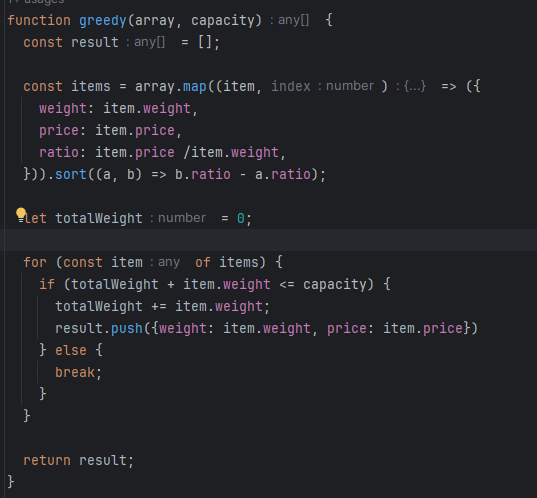 usages
function greedy(array, capacity) : any[] {
  const result : any[] = [];

  const items = array.map((item, index : number ) : {...} => ({
    weight: item.weight,
    price: item.price,
    ratio: item.price /item.weight,
  })).sort((a, b) => b.ratio - a.ratio);

  let totalWeight : number = 0;

  for (const item : any of items) {
    if (totalWeight + item.weight <= capacity) {
      totalWeight += item.weight;
      result.push({weight: item.weight, price: item.price})
    } else {
      break;
    }
  }

  return result;
}